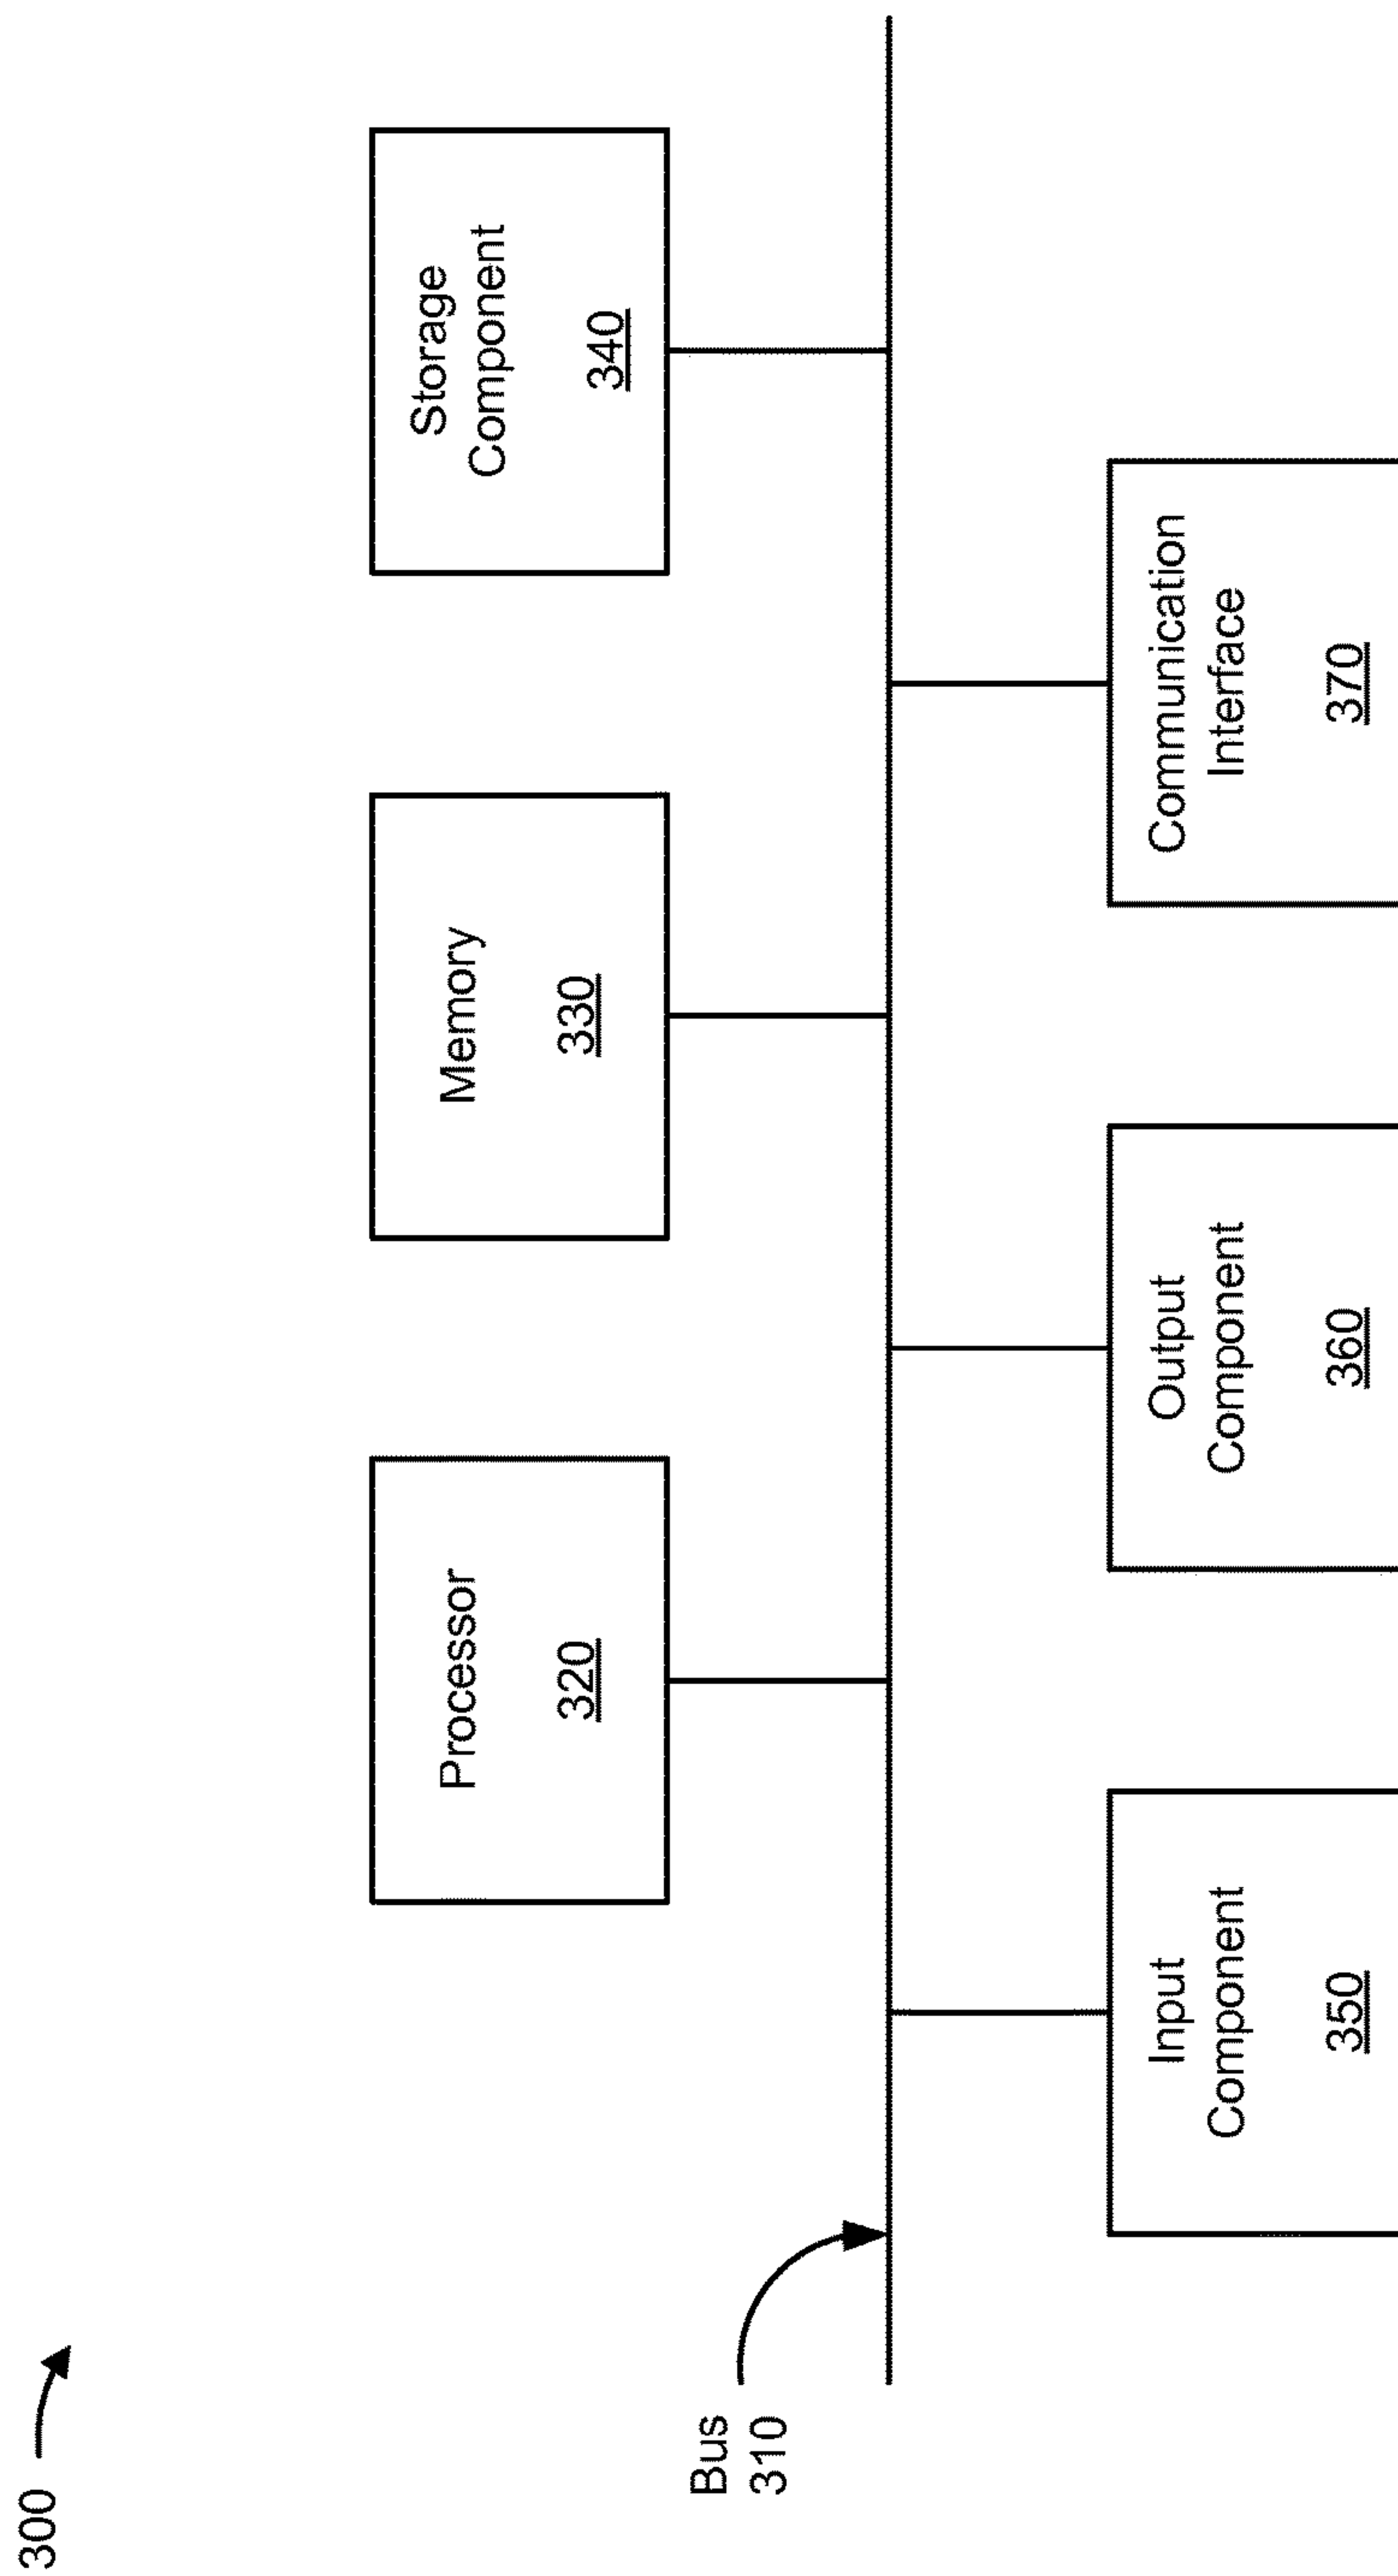 300
Processor
320
Memory
330
Storage
Component
340
Bus
310
Input
Component
350
Output
Component
360
Communication
Interface
370